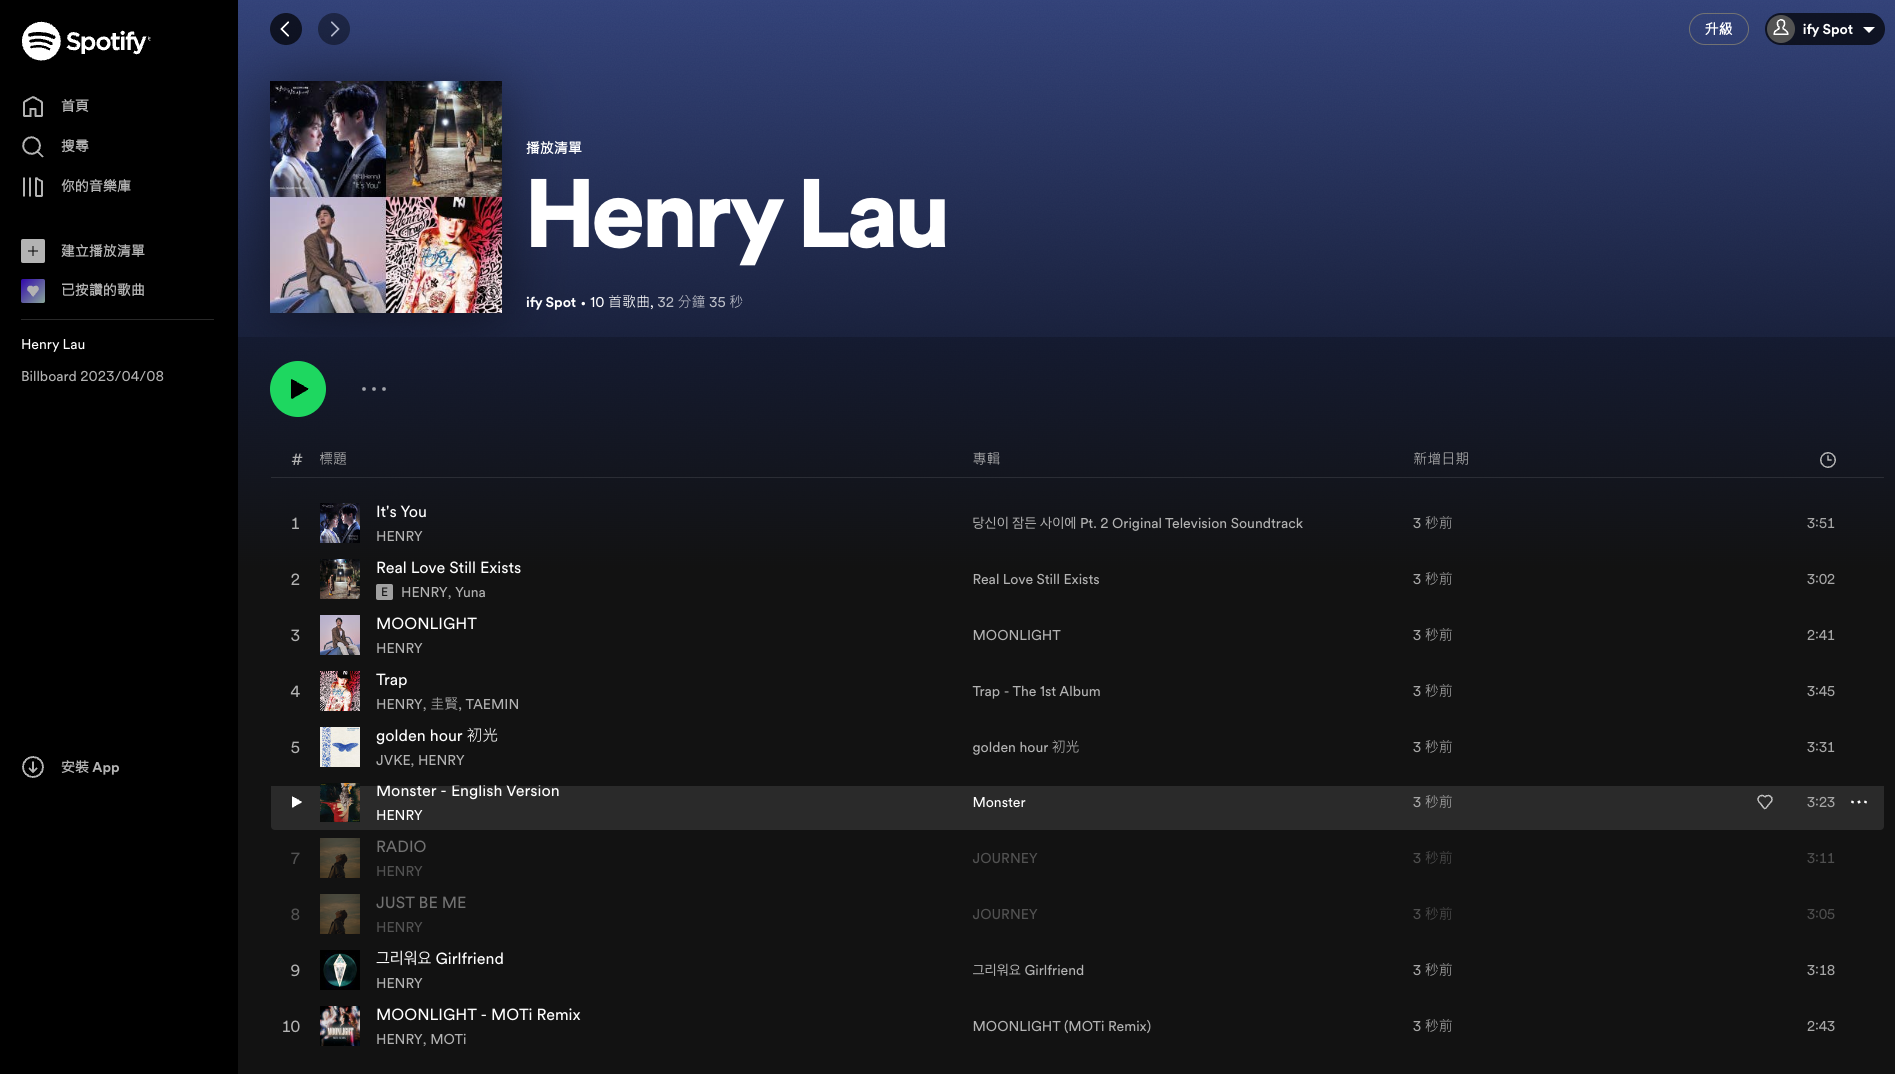 Spotify
首頁
搜尋
你的音樂庫
建立播放清單
已按讚的歌曲
Henry Lau
Billboard 2023/04/08
安裝 App
升級
ify Spot
播放清單
Henry Lau
ify Spot • 10 首歌曲, 32 分鐘 35 秒
# 標題 專輯 新增日期
1 It's You 당신이 잠든 사이에 Pt. 2 Original Television Soundtrack 3 秒前 3:51
HENRY
2 Real Love Still Exists Real Love Still Exists 3 秒前 3:02
E HENRY, Yuna
3 MOONLIGHT MOONLIGHT 3 秒前 2:41
HENRY
4 Trap Trap - The 1st Album 3 秒前 3:45
HENRY, 圭賢, TAEMIN
5 golden hour 初光 golden hour 初光 3 秒前 3:31
JVKE, HENRY
Monster - English Version Monster 3 秒前 3:23
HENRY
7 RADIO JOURNEY 3 秒前 3:11
HENRY
8 JUST BE ME JOURNEY 3 秒前 3:05
HENRY
9 그리워요 Girlfriend 그리워요 Girlfriend 3 秒前 3:18
HENRY
10 MOONLIGHT - MOTi Remix MOONLIGHT (MOTi Remix) 3 秒前 2:43
HENRY, MOTi